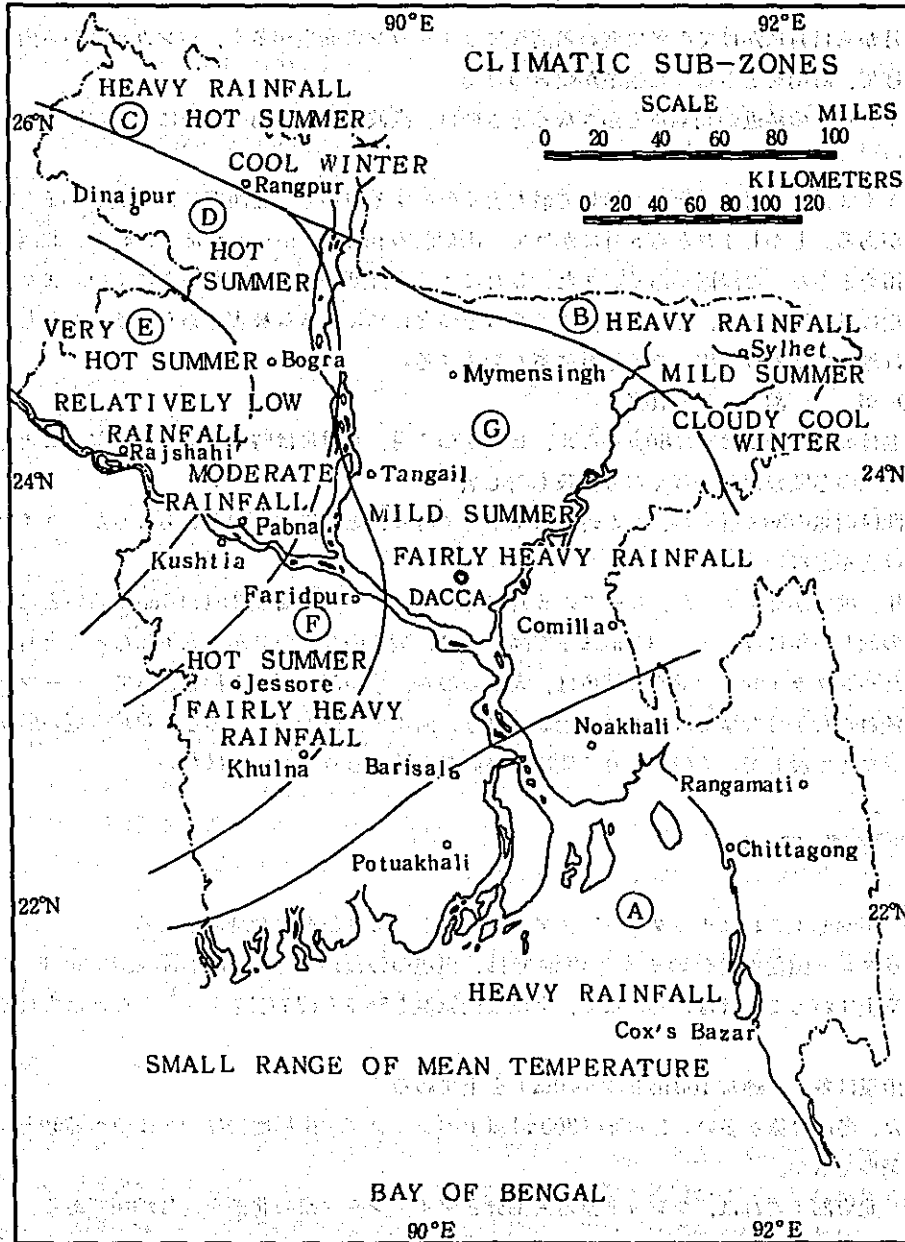 90°E 92°E
CLIMATIC SUB-ZONES
SCALE
MILES
0 20 40 60 80 100
KILOMETERS
0 20 40 60 80 100 120
HEAVY RAINFALL
26°N
C
HOT SUMMER
COOL WINTER
Rangpur
Dinajpur
D
HOT
SUMMER
B
HEAVY RAINFALL
Sylhet
MILD SUMMER
CLOUDY COOL
WINTER
VERY
E
HOT SUMMER
Bogra
Mymensingh
RELATIVELY LOW
RAINFALL
Rajshahi
G
24°N
24°N
MODERATE
RAINFALL
Tangail
Pabna
MILD SUMMER
Kushtia
FAIRLY HEAVY RAINFALL
DACCA
Faridpur
Comilla
F
HOT SUMMER
Jessore
FAIRLY HEAVY
RAINFALL
Khulna
Barisal
Noakhali
Rangamati
Potuakhali
Chittagong
22°N
A
22°N
HEAVY RAINFALL
Cox's Bazar
SMALL RANGE OF MEAN TEMPERATURE
BAY OF BENGAL
90°E 92°E